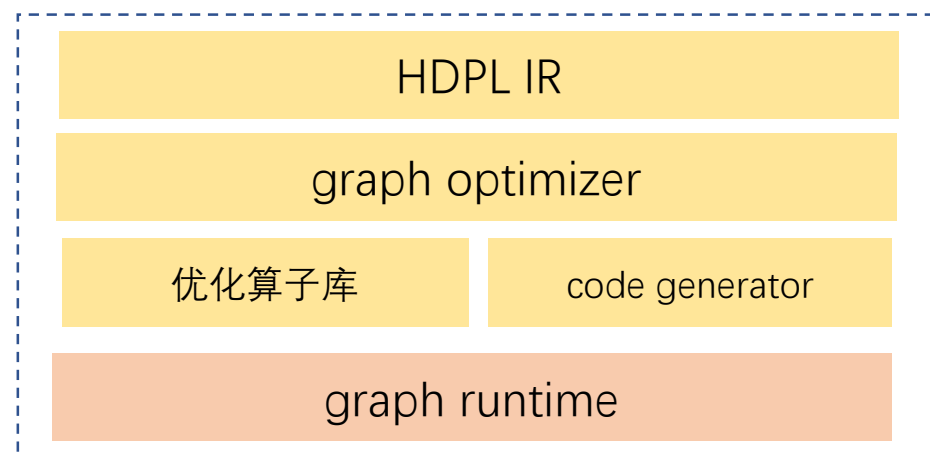 HDPL IR
graph optimizer
优化算子库
code generator
graph runtime